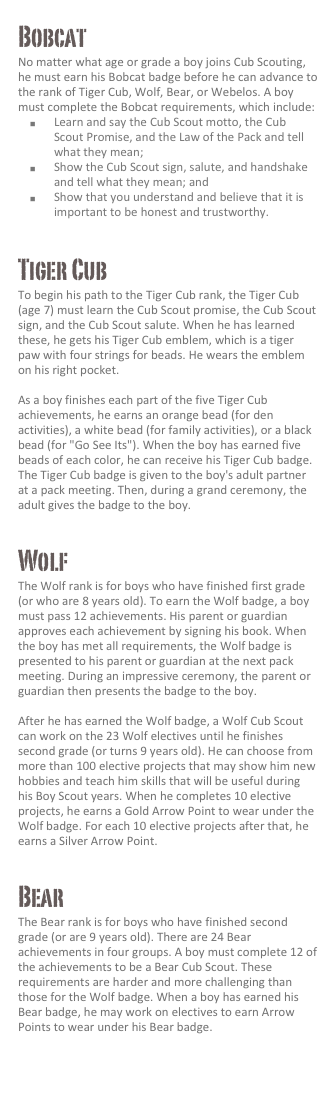 BOBCAT
No matter what age or grade a boy joins Cub Scouting,
he must earn his Bobcat badge before he can advance to
the rank of Tiger Cub, Wolf, Bear, or Webelos. A boy
must complete the Bobcat requirements, which include:
▪ Learn and say the Cub Scout motto, the Cub
Scout Promise, and the Law of the Pack and tell
what they mean;
▪ Show the Cub Scout sign, salute, and handshake
and tell what they mean; and
▪ Show that you understand and believe that it is
important to be honest and trustworthy.
TIGER CUB
To begin his path to the Tiger Cub rank, the Tiger Cub
(age 7) must learn the Cub Scout promise, the Cub Scout
sign, and the Cub Scout salute. When he has learned
these, he gets his Tiger Cub emblem, which is a tiger
paw with four strings for beads. He wears the emblem
on his right pocket.
As a boy finishes each part of the five Tiger Cub
achievements, he earns an orange bead (for den
activities), a white bead (for family activities), or a black
bead (for "Go See Its"). When the boy has earned five
beads of each color, he can receive his Tiger Cub badge.
The Tiger Cub badge is given to the boy's adult partner
at a pack meeting. Then, during a grand ceremony, the
adult gives the badge to the boy.
WOLF
The Wolf rank is for boys who have finished first grade
(or who are 8 years old). To earn the Wolf badge, a boy
must pass 12 achievements. His parent or guardian
approves each achievement by signing his book. When
the boy has met all requirements, the Wolf badge is
presented to his parent or guardian at the next pack
meeting. During an impressive ceremony, the parent or
guardian then presents the badge to the boy.
After he has earned the Wolf badge, a Wolf Cub Scout
can work on the 23 Wolf electives until he finishes
second grade (or turns 9 years old). He can choose from
more than 100 elective projects that may show him new
hobbies and teach him skills that will be useful during
his Boy Scout years. When he completes 10 elective
projects, he earns a Gold Arrow Point to wear under the
Wolf badge. For each 10 elective projects after that, he
earns a Silver Arrow Point.
BEAR
The Bear rank is for boys who have finished second
grade (or are 9 years old). There are 24 Bear
achievements in four groups. A boy must complete 12 of
the achievements to be a Bear Cub Scout. These
requirements are harder and more challenging than
those for the Wolf badge. When a boy has earned his
Bear badge, he may work on electives to earn Arrow
Points to wear under his Bear badge.